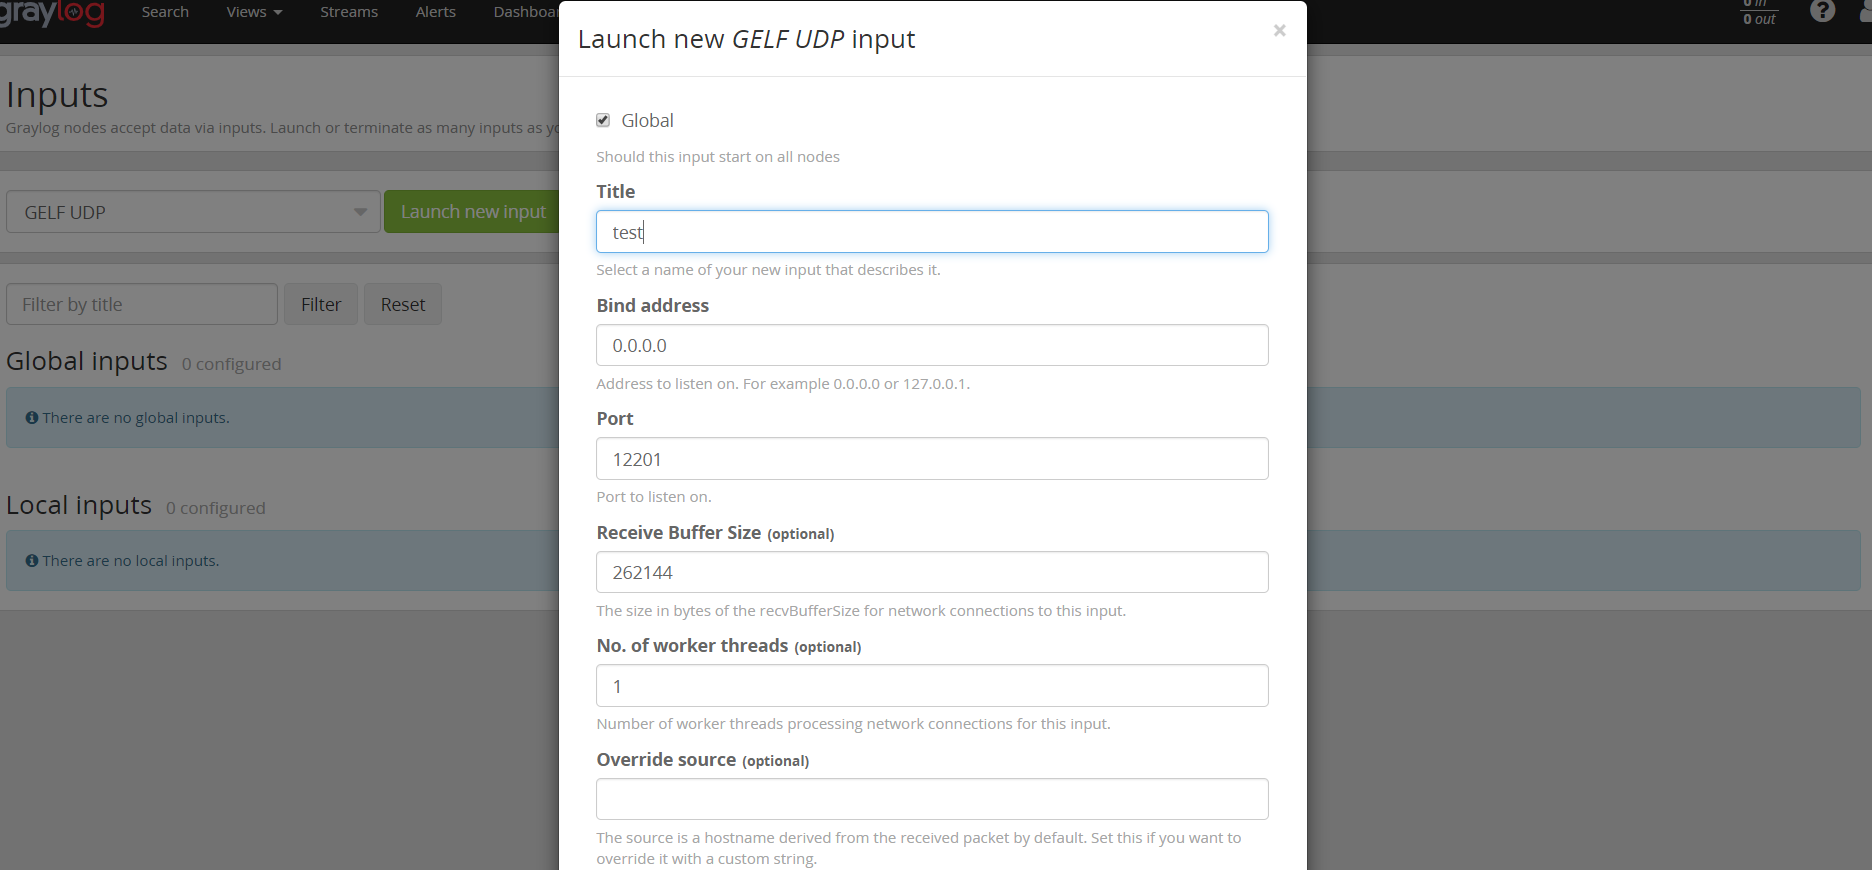 graylog
Search
Views
Streams
Alerts
0 in
0 out
Inputs
Graylog nodes accept data via inputs. Launch or terminate as many inputs as
GELF UDP
Launch new input
Filter by title
Filter
Reset
Global inputs 0 configured
There are no global inputs.
Local inputs 0 configured
There are no local inputs.
Launch new GELF UDP input
×
Global
Should this input start on all nodes
Title
test
Select a name of your new input that describes it.
Bind address
0.0.0.0
Address to listen on. For example 0.0.0.0 or 127.0.0.1.
Port
12201
Port to listen on.
Receive Buffer Size (optional)
262144
The size in bytes of the recvBufferSize for network connections to this input.
No. of worker threads (optional)
1
Number of worker threads processing network connections for this input.
Override source (optional)
The source is a hostname derived from the received packet by default. Set this if you want to
override it with a custom string.